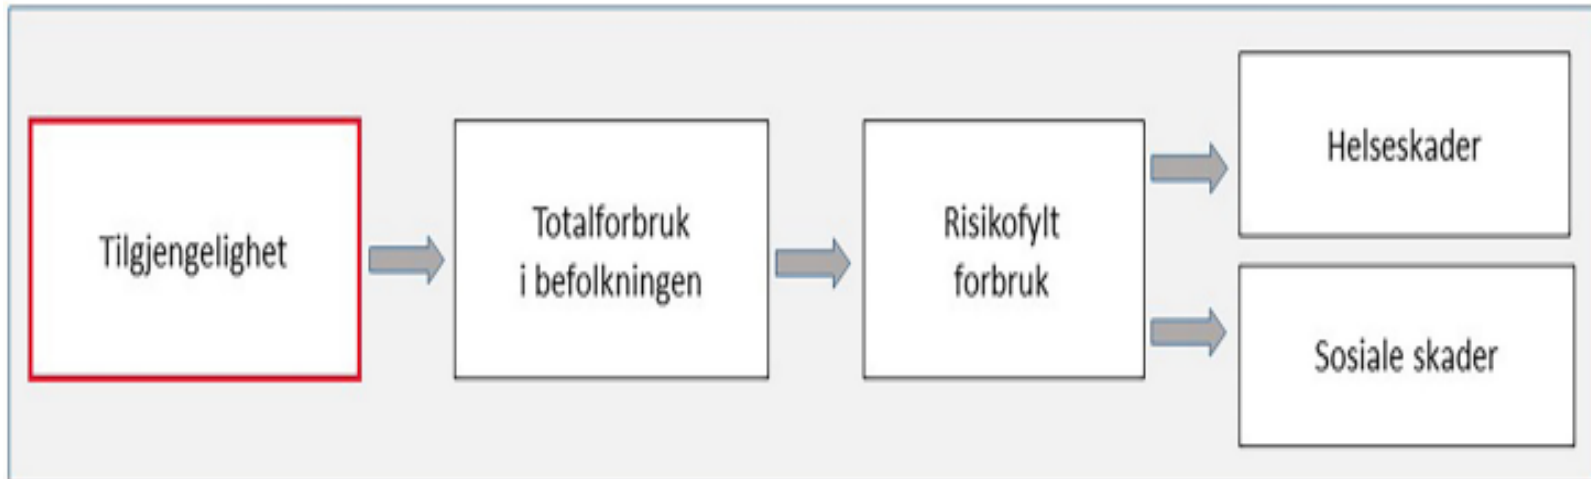 Tilgjengelighet
Totalforbruk
i befolkningen
Risikofylt
forbruk
Helseskader
Sosiale skader